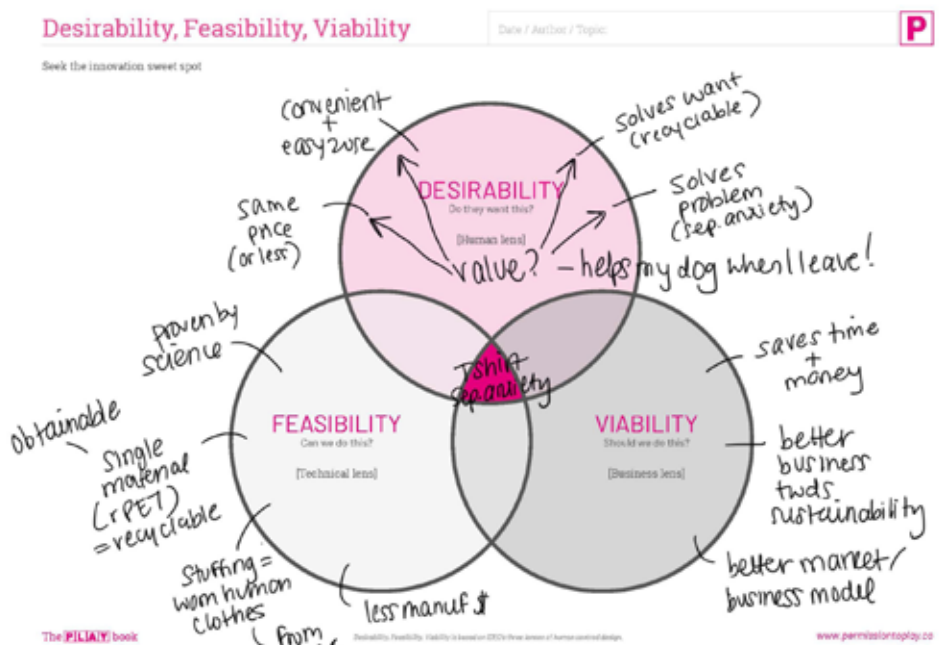 Desirability, Feasibility, Viability
Date / Author / Topic:
P
Seek the innovation sweet spot
convenient
+
easy 2 use
solves want
(recyclable)
same
price
(or less)
solves
problem
(sep. anxiety)
DESIRABILITY
Do they want this?
[Human lens]
value? – helps my dog when I leave!
proven by
science
Tshirt
sep. anxiety
saves time
+
money
obtainable
single
material
(rPET)
= recyclable
FEASIBILITY
Can we do this?
[Technical lens]
VIABILITY
Should we do this?
[Business lens]
better
business
twds
sustainability
stuffing =
worn human
clothes
from
less manuf $
better market/
business model
The PLAY book
Desirability, Feasibility, Viability is based on IDEO's three lenses of human centred design.
www.permissiontoplay.co